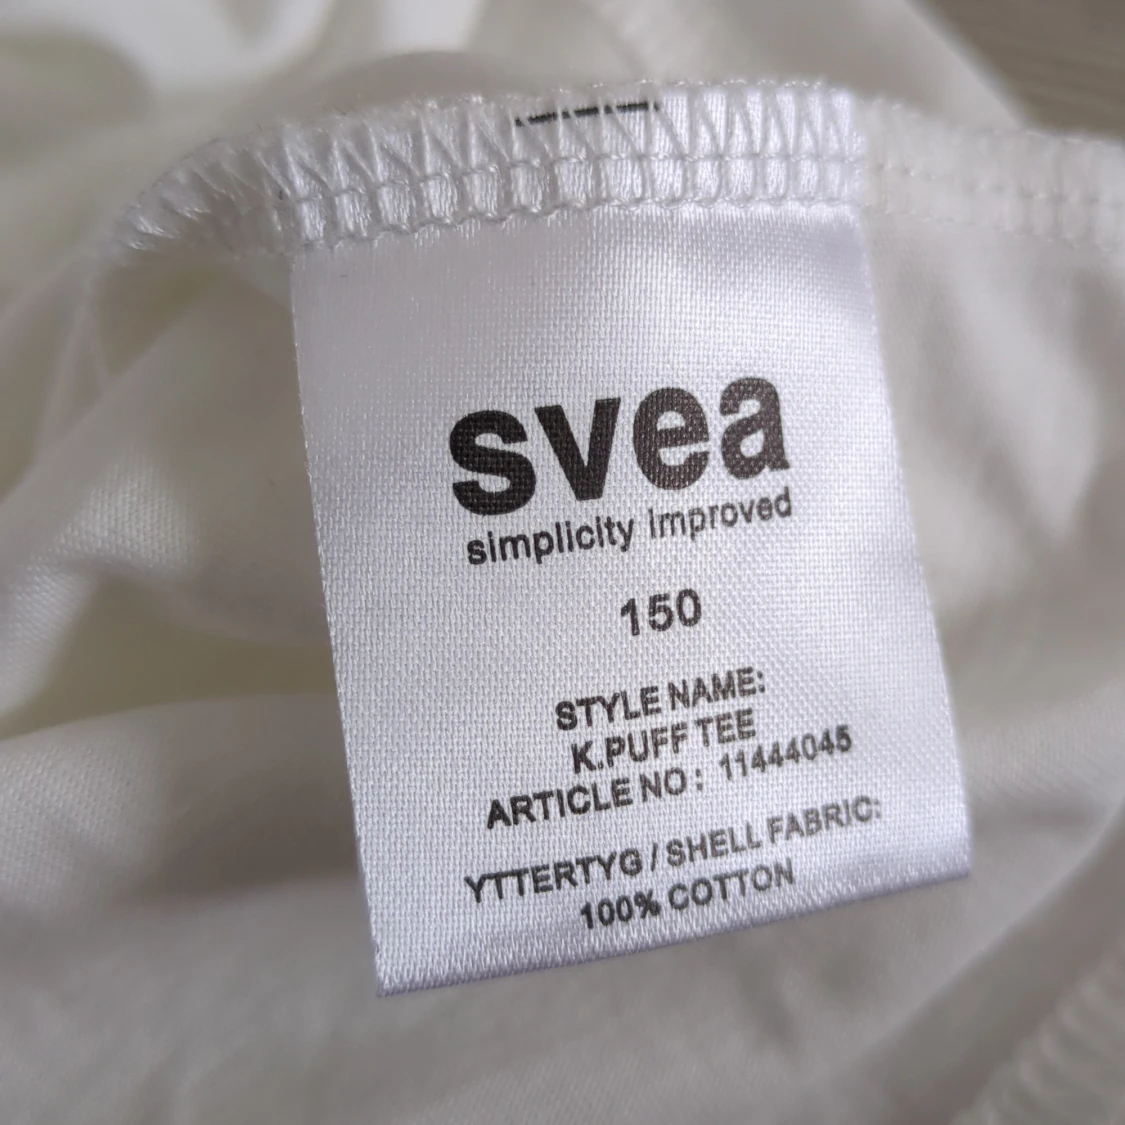 svea
simplicity improved
150
STYLE NAME:
K.PUFF TEE
ARTICLE NO: 11444045
YTTERTYG / SHELL FABRIC:
100% COTTON